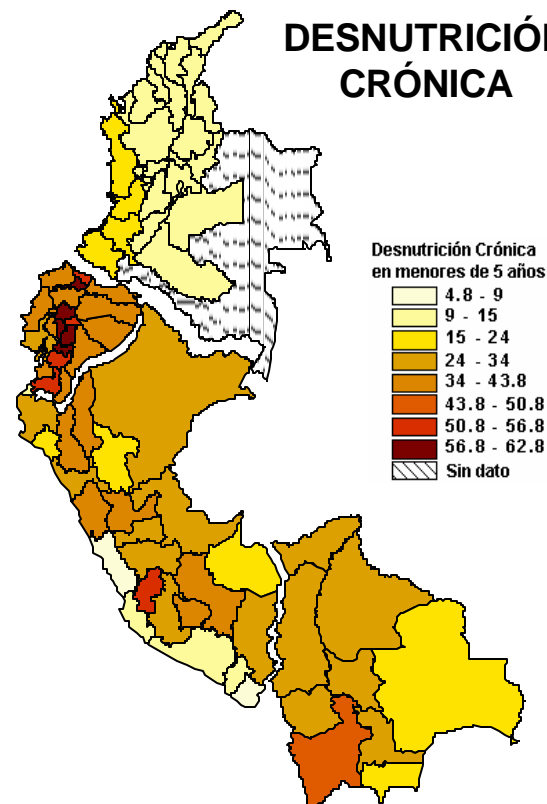 DESNUTRICIÓN
CRÓNICA
Desnutrición Crónica
en menores de 5 años
4.8 - 9
9 - 15
15 - 24
24 - 34
34 - 43.8
43.8 - 50.8
50.8 - 56.8
56.8 - 62.8
Sin dato